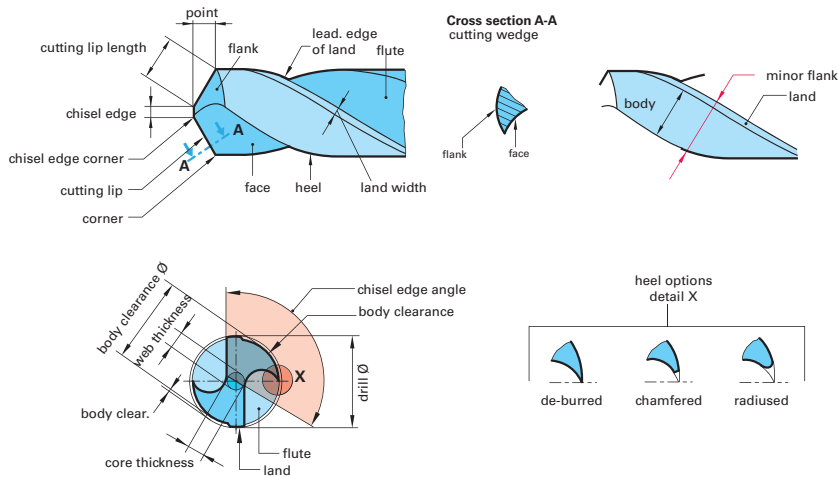 point
cutting lip length
flank
lead. edge
of land
flute
chisel edge
A
chisel edge corner
A
cutting lip
face
heel
land width
corner
Cross section A-A
cutting wedge
flank
face
minor flank
land
body
body clearance Ø
web thickness
chisel edge angle
body clearance
X
drill Ø
body clear.
flute
core thickness
land
heel options
detail X
de-burred
chamfered
radiused